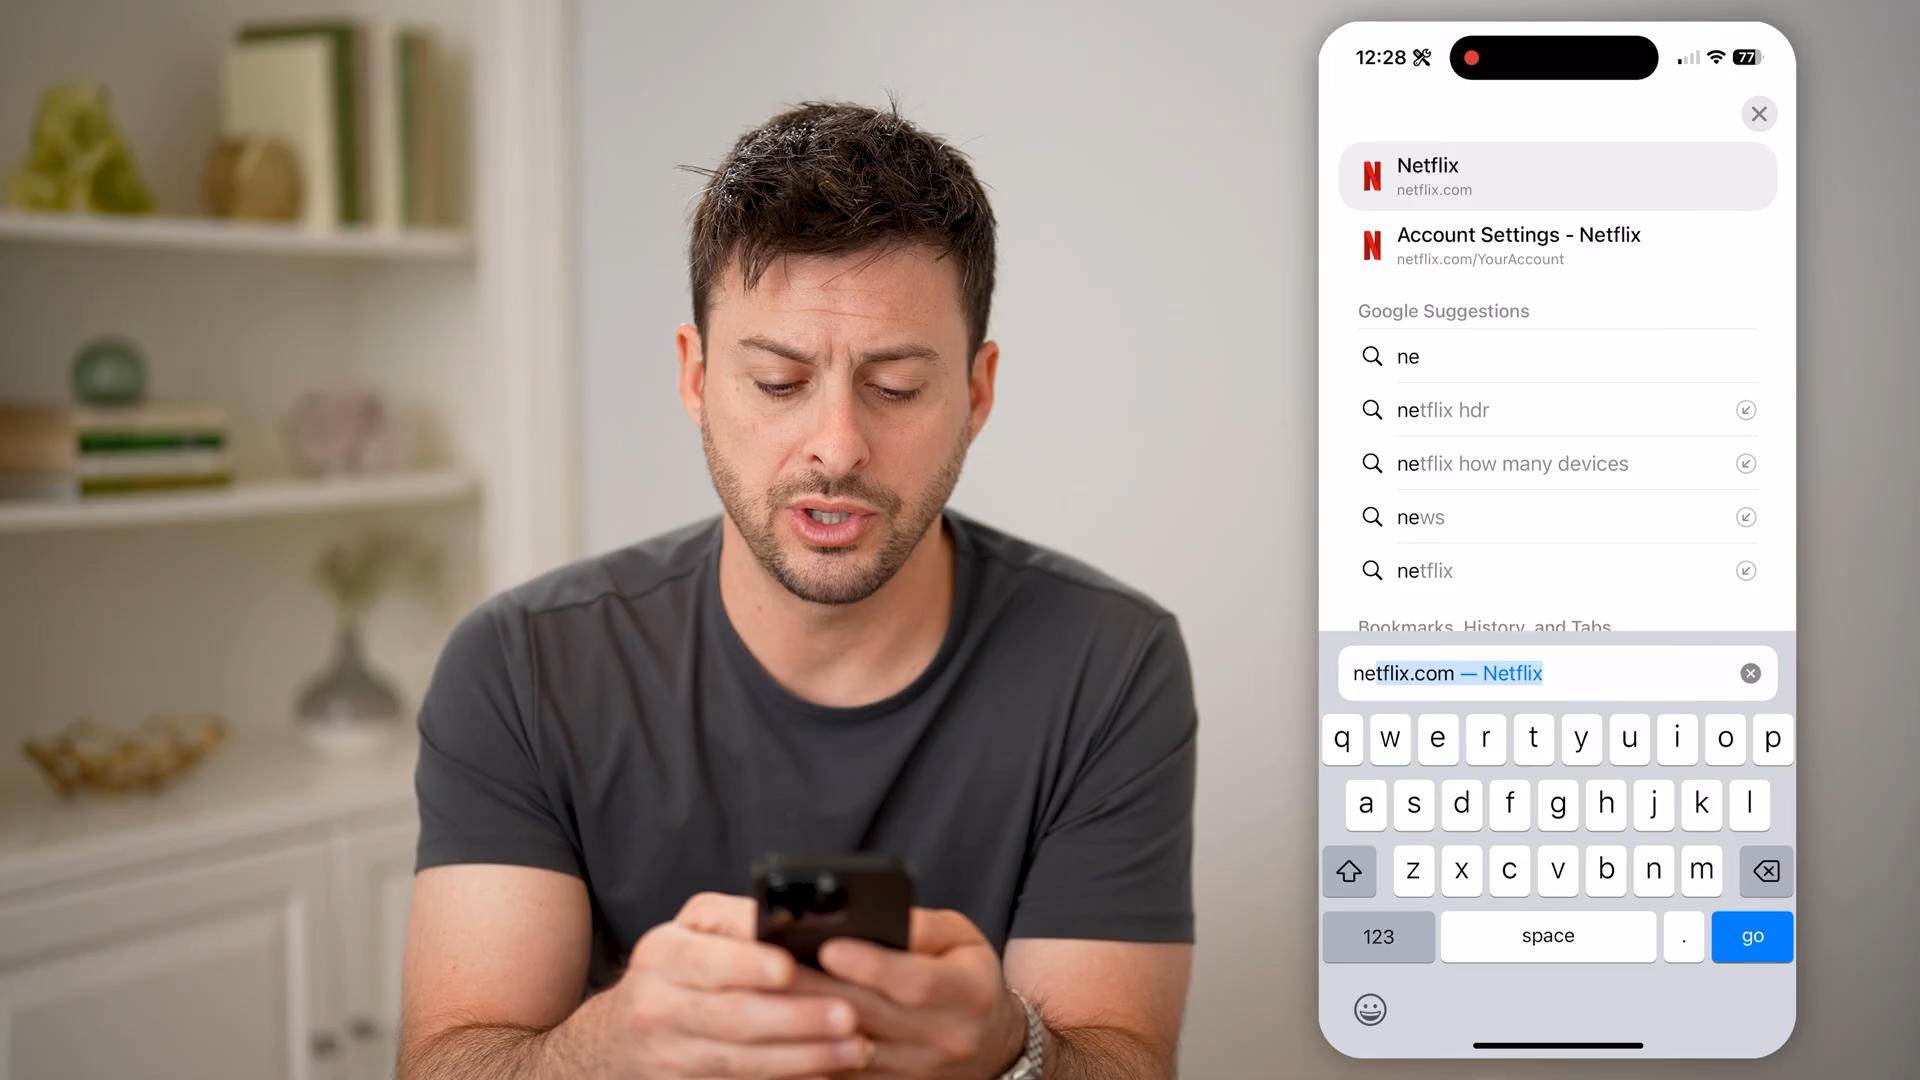 12:28
77
Netflix
netflix.com
Account Settings - Netflix
netflix.com/YourAccount
Google Suggestions
ne
netflix hdr
netflix how many devices
news
netflix
Bookmarks, History, and Tabs
netflix.com — Netflix
q w e r t y u i o p
a s d f g h j k l
z x c v b n m
123 space . go